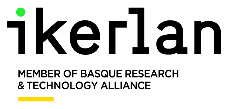 ikerlan
MEMBER OF BASQUE RESEARCH
& TECHNOLOGY ALLIANCE